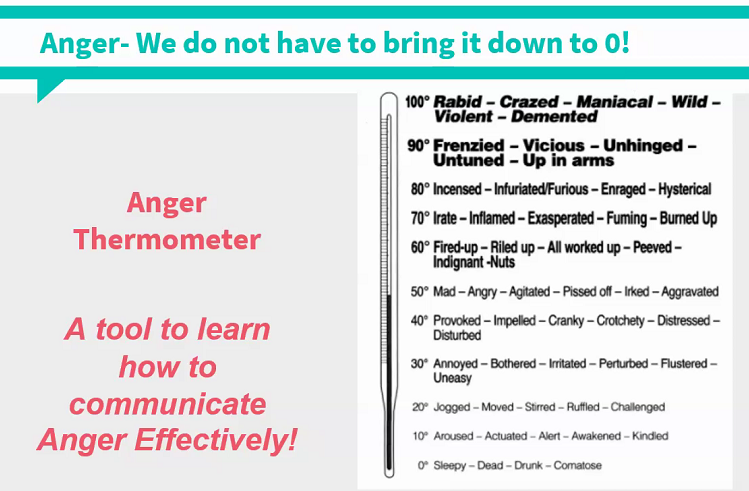 Anger- We do not have to bring it down to 0!
Anger
Thermometer
A tool to learn
how to
communicate
Anger Effectively!
100° Rabid – Crazed – Maniacal – Wild –
Violent – Demented
90° Frenzied – Vicious – Unhinged –
Untuned – Up in arms
80° Incensed – Infuriated/Furious – Enraged – Hysterical
70° Irate – Inflamed – Exasperated – Fuming – Burned Up
60° Fired-up – Riled up – All worked up – Peeved –
Indignant -Nuts
50° Mad – Angry – Agitated – Pissed off – Irked – Aggravated
40° Provoked – Impelled – Cranky – Crotchety – Distressed –
Disturbed
30° Annoyed – Bothered – Irritated – Perturbed – Flustered –
Uneasy
20° Jogged – Moved – Stirred – Ruffled – Challenged
10° Aroused – Actuated – Alert – Awakened – Kindled
0° Sleepy – Dead – Drunk – Comatose